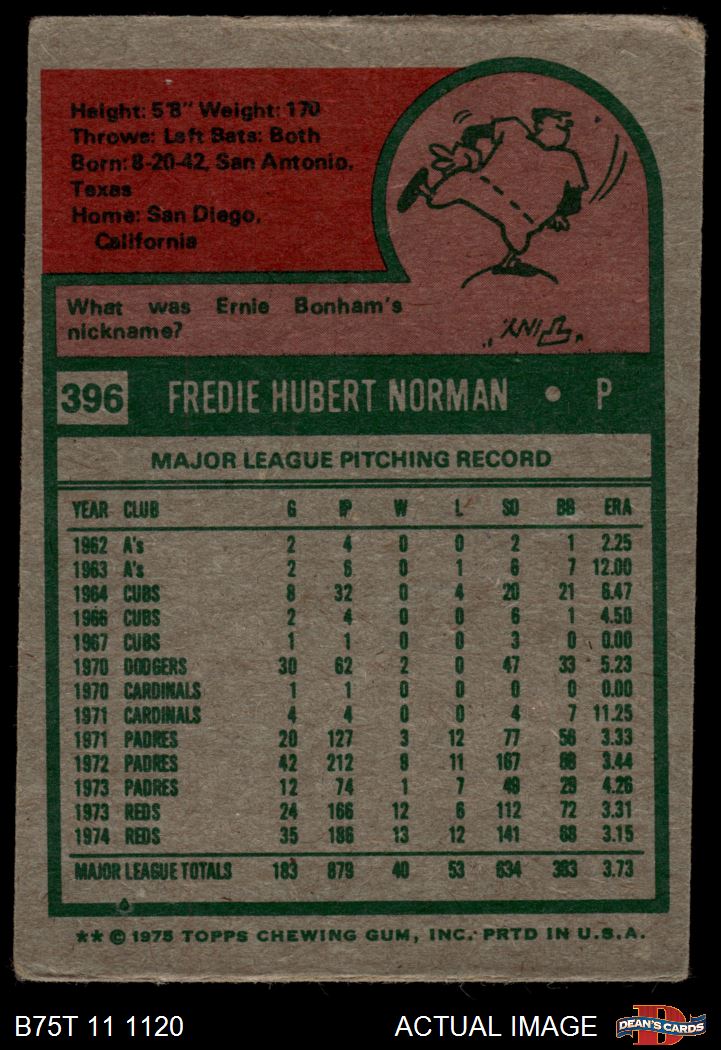 Height: 5'8" Weight: 170
Throws: Left Bats: Both
Born: 8-20-42, San Antonio,
Texas
Home: San Diego,
California
What was Ernie Bonham's
nickname?
396 FREDIE HUBERT NORMAN • P
MAJOR LEAGUE PITCHING RECORD
YEAR CLUB G IP W L SO BB ERA
1962 A's 2 4 0 0 2 1 2.25
1963 A's 2 6 0 1 6 7 12.00
1964 CUBS 8 32 0 4 20 21 6.47
1966 CUBS 2 4 0 0 6 1 4.50
1967 CUBS 1 1 0 0 3 0 0.00
1970 DODGERS 30 62 2 0 47 33 5.23
1970 CARDINALS 1 1 0 0 0 0 0.00
1971 CARDINALS 4 4 0 0 4 7 11.25
1971 PADRES 20 127 3 12 77 56 3.33
1972 PADRES 42 212 9 11 167 88 3.44
1973 PADRES 12 74 1 7 49 29 4.26
1973 REDS 24 166 12 6 112 72 3.31
1974 REDS 35 186 13 12 141 68 3.15
MAJOR LEAGUE TOTALS 183 879 40 53 634 383 3.73
** © 1975 TOPPS CHEWING GUM, INC. PRTD IN U.S.A.
B75T 11 1120 ACTUAL IMAGE DEAN'S CARDS